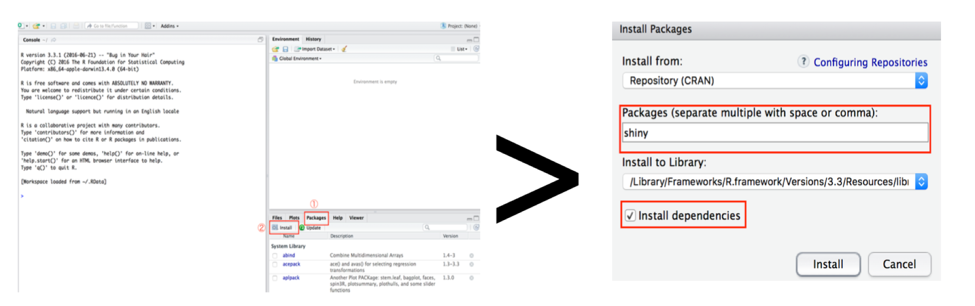 Go to file/function
Addins
Project: (None)
Console ~/
R version 3.3.1 (2016-06-21) -- "Bug in Your Hair"
Copyright (C) 2016 The R Foundation for Statistical Computing
Platform: x86_64-apple-darwin13.4.0 (64-bit)
R is free software and comes with ABSOLUTELY NO WARRANTY.
You are welcome to redistribute it under certain conditions.
Type 'license()' or 'licence()' for distribution details.
Natural language support but running in an English locale
R is a collaborative project with many contributors.
Type 'contributors()' for more information and
'citation()' on how to cite R or R packages in publications.
Type 'demo()' for some demos, 'help()' for on-line help, or
'help.start()' for an HTML browser interface to help.
Type 'q()' to quit R.
[Workspace loaded from ~/.RData]
>
Environment History
Import Dataset
List
Global Environment
Environment is empty
①
Files Plots Packages Help Viewer
② Install Update
Name Description Version
System Library
abind Combine Multidimensional Arrays 1.4-3
acepack ace() and avas() for selecting regression transformations 1.3-3.3
aplpack Another Plot PACKage: stem.leaf, bagplot, faces, 1.3.0
spin3R, plotsummary, plothulls, and some slider
functions
>
Install Packages
Install from:
? Configuring Repositories
Repository (CRAN)
Packages (separate multiple with space or comma):
shiny
Install to Library:
/Library/Frameworks/R.framework/Versions/3.3/Resources/libr
Install dependencies
Install Cancel